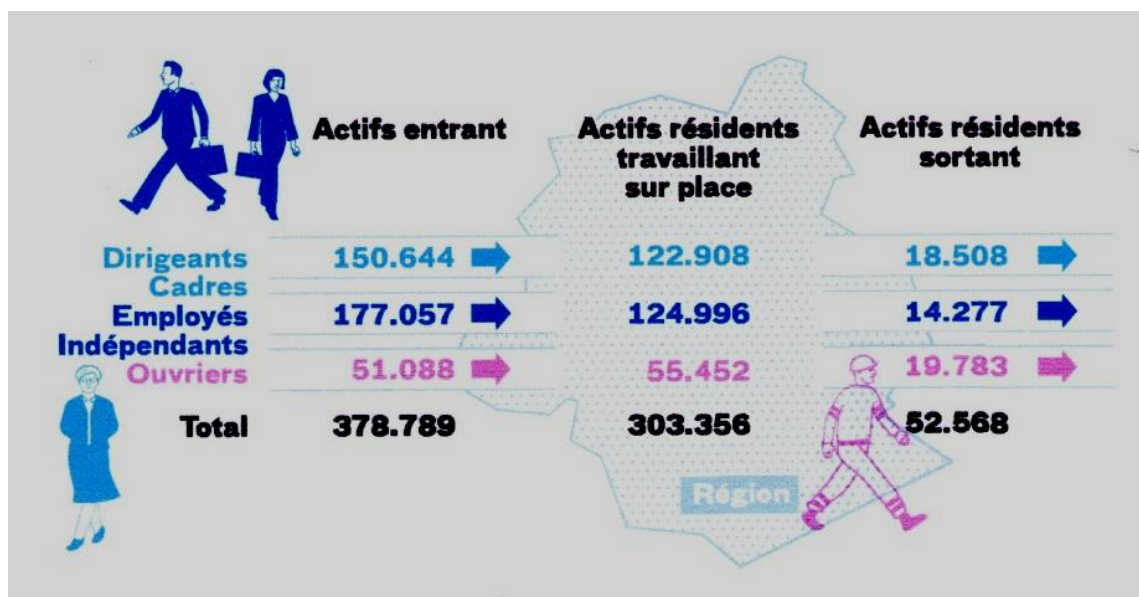 Actifs entrant
Actifs résidents
travaillant
sur place
Actifs résidents
sortant
Dirigeants
Cadres
150.644
122.908
18.508
Employés
Indépendants
177.057
124.996
14.277
Ouvriers
51.088
55.452
19.783
Total
378.789
303.356
52.568
Région